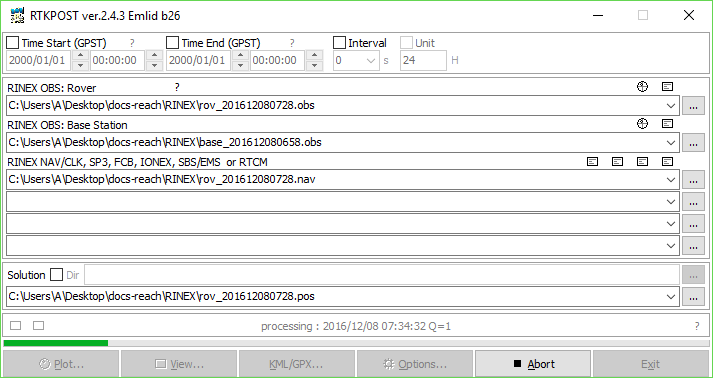 RTKPOST ver.2.4.3 Emlid b26
Time Start (GPST) ? Time End (GPST) ? Interval Unit
2000/01/01 00:00:00 2000/01/01 00:00:00 0 s 24 H
RINEX OBS: Rover ?
C:\Users\A\Desktop\docs-reach\RINEX\rov_201612080728.obs ...
RINEX OBS: Base Station
C:\Users\A\Desktop\docs-reach\RINEX\base_201612080658.obs ...
RINEX NAV/CLK, SP3, FCB, IONEX, SBS/EMS or RTCM
C:\Users\A\Desktop\docs-reach\RINEX\rov_201612080728.nav ...
...
...
...
Solution Dir ...
C:\Users\A\Desktop\docs-reach\RINEX\rov_201612080728.pos ...
processing : 2016/12/08 07:34:32 Q=1 ?
Plot... View... KML/GPX... Options... Abort Exit